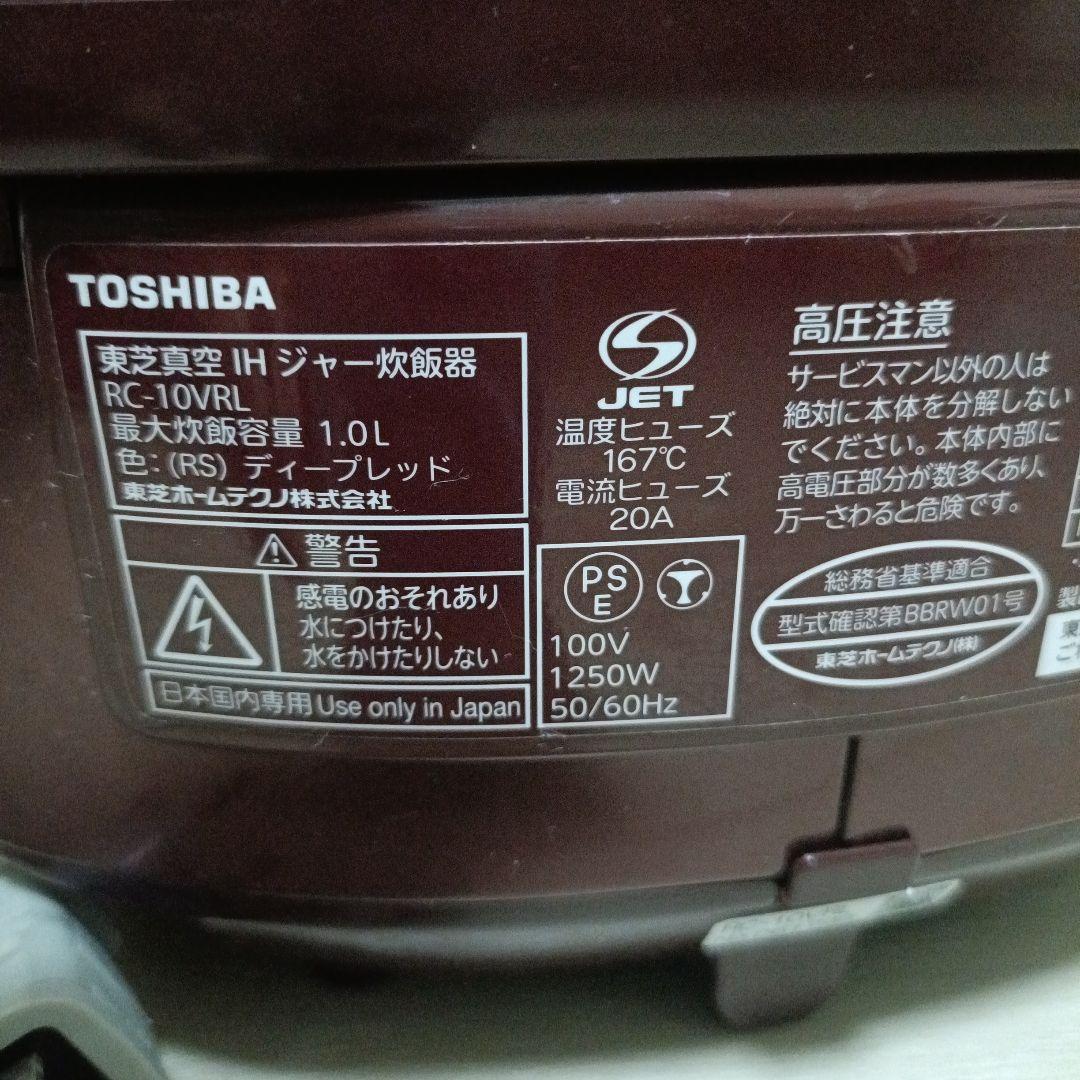 TOSHIBA
東芝真空 IH ジャー炊飯器
RC-10VRL
最大炊飯容量 1.0L
色:(RS) ディープレッド
東芝ホームテクノ株式会社
警告
感電のおそれあり
水につけたり、
水をかけたりしない
日本国内専用 Use only in Japan
JET
温度ヒューズ
167℃
電流ヒューズ
20A
PS
E
100V
1250W
50/60Hz
高圧注意
サービスマン以外の人は
絶対に本体を分解しない
でください。本体内部に
高電圧部分が数多くあり、
万一さわると危険です。
総務省基準適合
型式確認第BBRW01号
東芝ホームテクノ(株)
製
東
ご